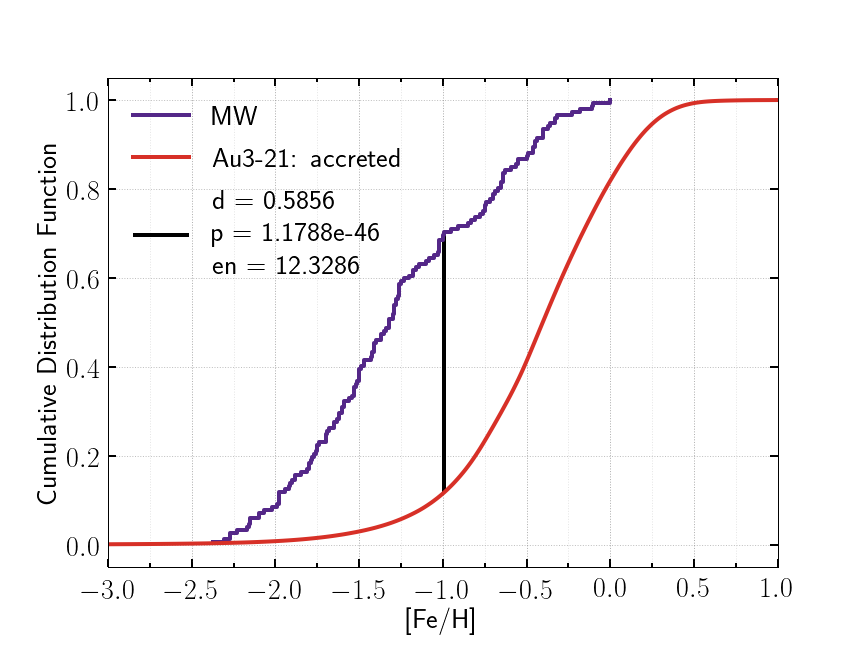 MW
Au3-21: accreted
d = 0.5856
p = 1.1788e-46
en = 12.3286
Cumulative Distribution Function
1.0
0.8
0.6
0.4
0.2
0.0
−3.0 −2.5 −2.0 −1.5 −1.0 −0.5 0.0 0.5 1.0
[Fe/H]